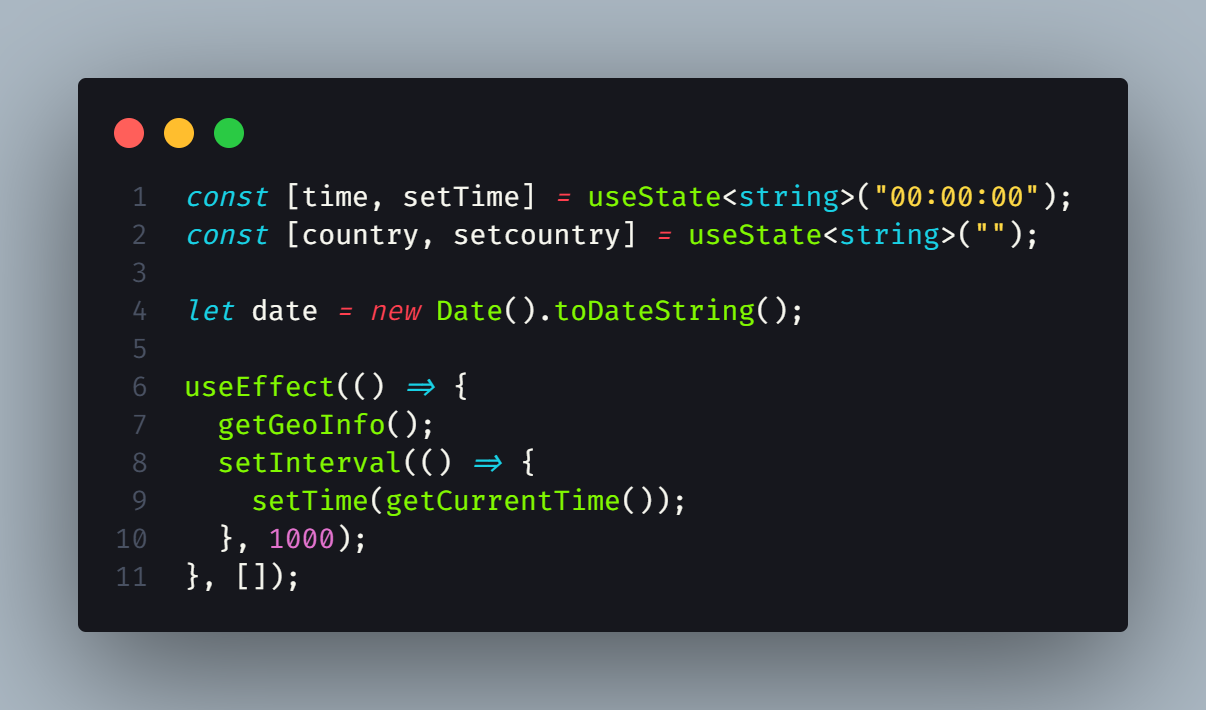 1 const [time, setTime] = useState<string>("00:00:00");
2 const [country, setcountry] = useState<string>("");
3
4 let date = new Date().toDateString();
5
6 useEffect(() => {
7   getGeoInfo();
8   setInterval(() => {
9     setTime(getCurrentTime());
10   }, 1000);
11 }, []);